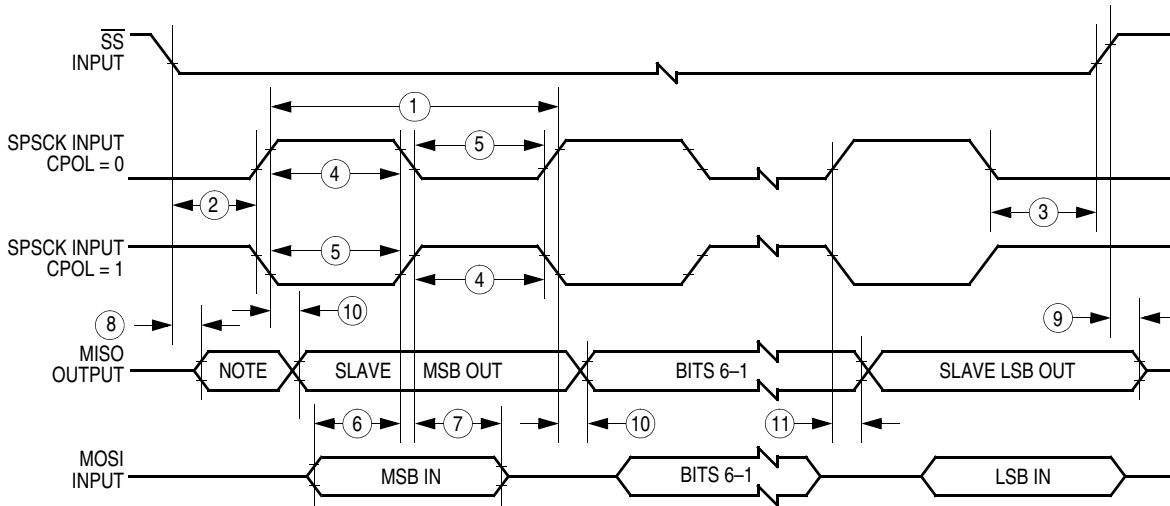 SS
INPUT
1
SPSCK INPUT
CPOL = 0
5
4
2
3
SPSCK INPUT
CPOL = 1
5
4
8
10
9
MISO
OUTPUT
NOTE
SLAVE MSB OUT
BITS 6–1
SLAVE LSB OUT
6
7
10
11
MOSI
INPUT
MSB IN
BITS 6–1
LSB IN